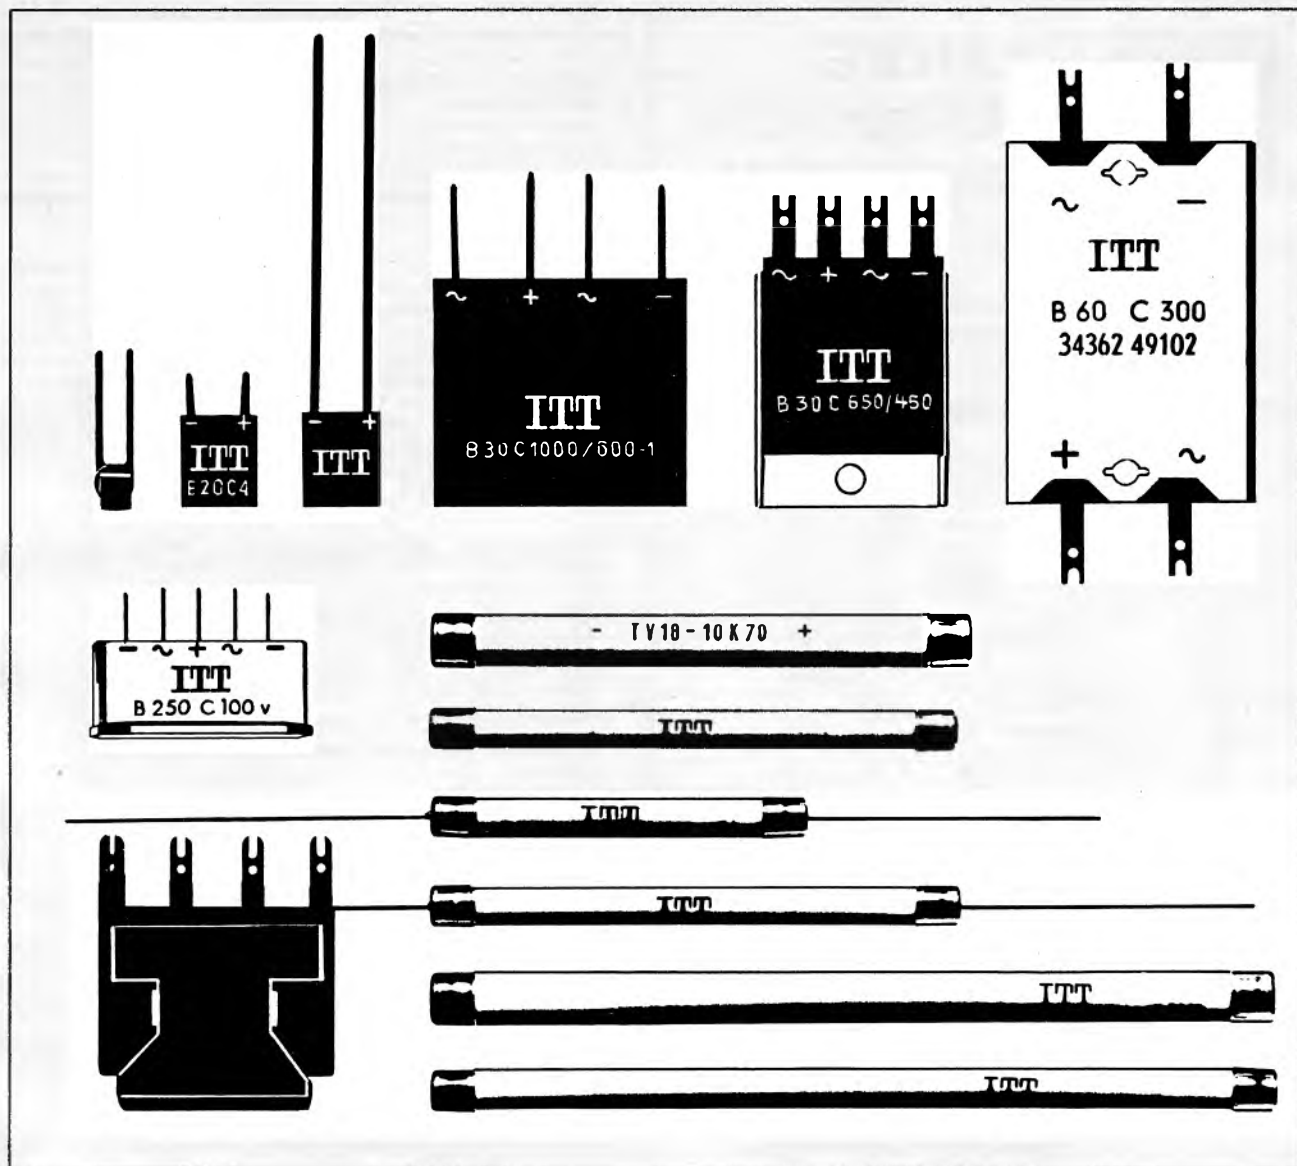 - +
ITT
E20C4
- +
ITT
~ + ~ -
ITT
B30C1000/600-1
~ + ~ -
ITT
B30C650/450
~ -
ITT
B 60 C 300
34362 49102
+ ~
- ~ + ~ -
ITT
B 250 C 100 v
- TV18-10K70 +
ITT
ITT
ITT
ITT
ITT